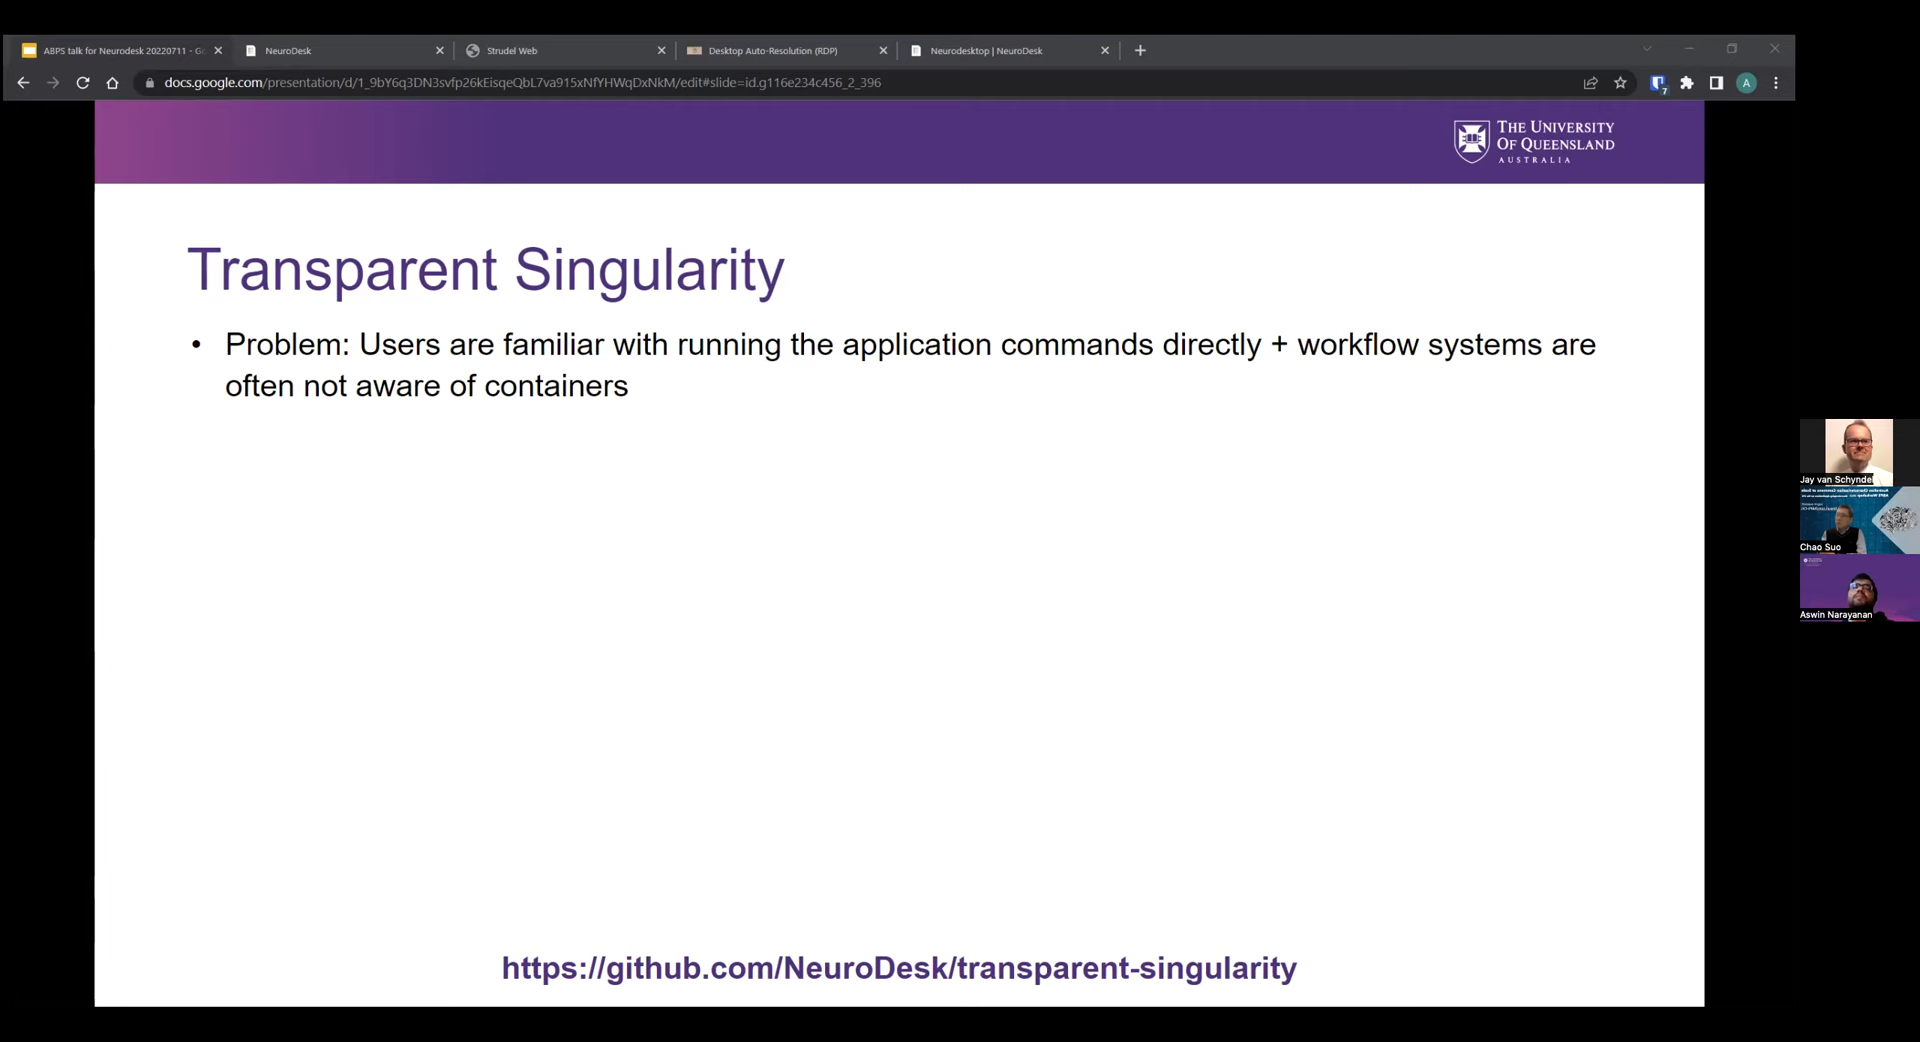 ABPS talk for Neurodesk 20220711 - Go
NeuroDesk
Strudel Web
Desktop Auto-Resolution (RDP)
Neurodesktop | NeuroDesk
docs.google.com/presentation/d/1_9bY6q3DN3svfp26kEisqeQbL7va915xNfYHWqDxNkM/edit#slide=id.g116e234c456_2_396
7
A
THE UNIVERSITY
OF QUEENSLAND
AUSTRALIA
Transparent Singularity
• Problem: Users are familiar with running the application commands directly + workflow systems are
often not aware of containers
Jay van Schyndel
Chao Suo
Aswin Narayanan
https://github.com/NeuroDesk/transparent-singularity